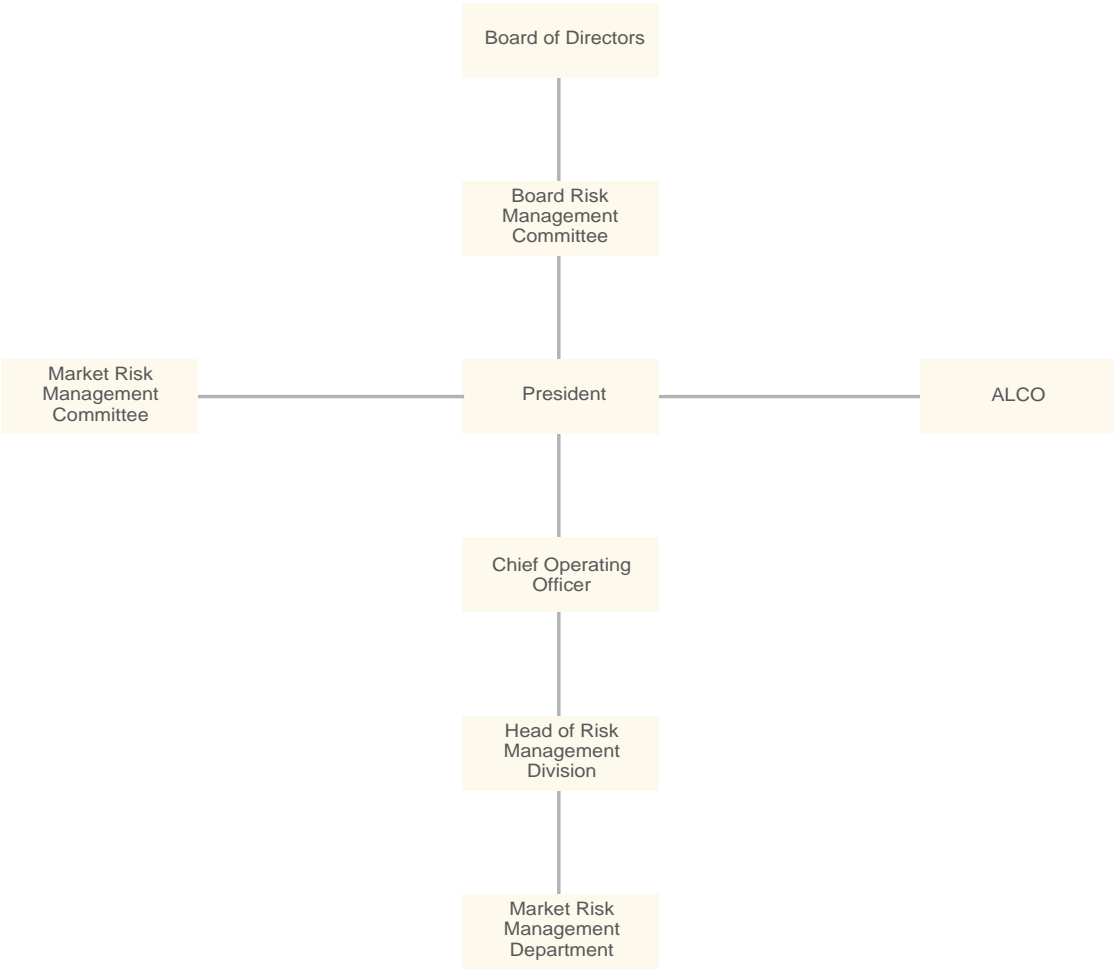 Board of Directors
Board Risk
Management
Committee
Market Risk
Management
Committee
President
ALCO
Chief Operating
Officer
Head of Risk
Management
Division
Market Risk
Management
Department